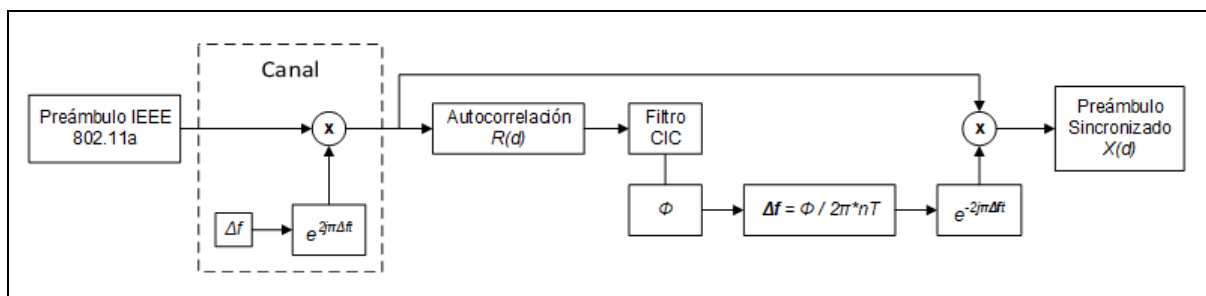 Canal
Preámbulo IEEE
802.11a
x
Δf
e^{2jπΔft}
Autocorrelación
R(d)
Filtro
CIC
Φ
Δf = Φ / 2π*nT
e^{-2jπΔft}
x
Preámbulo
Sincronizado
X(d)